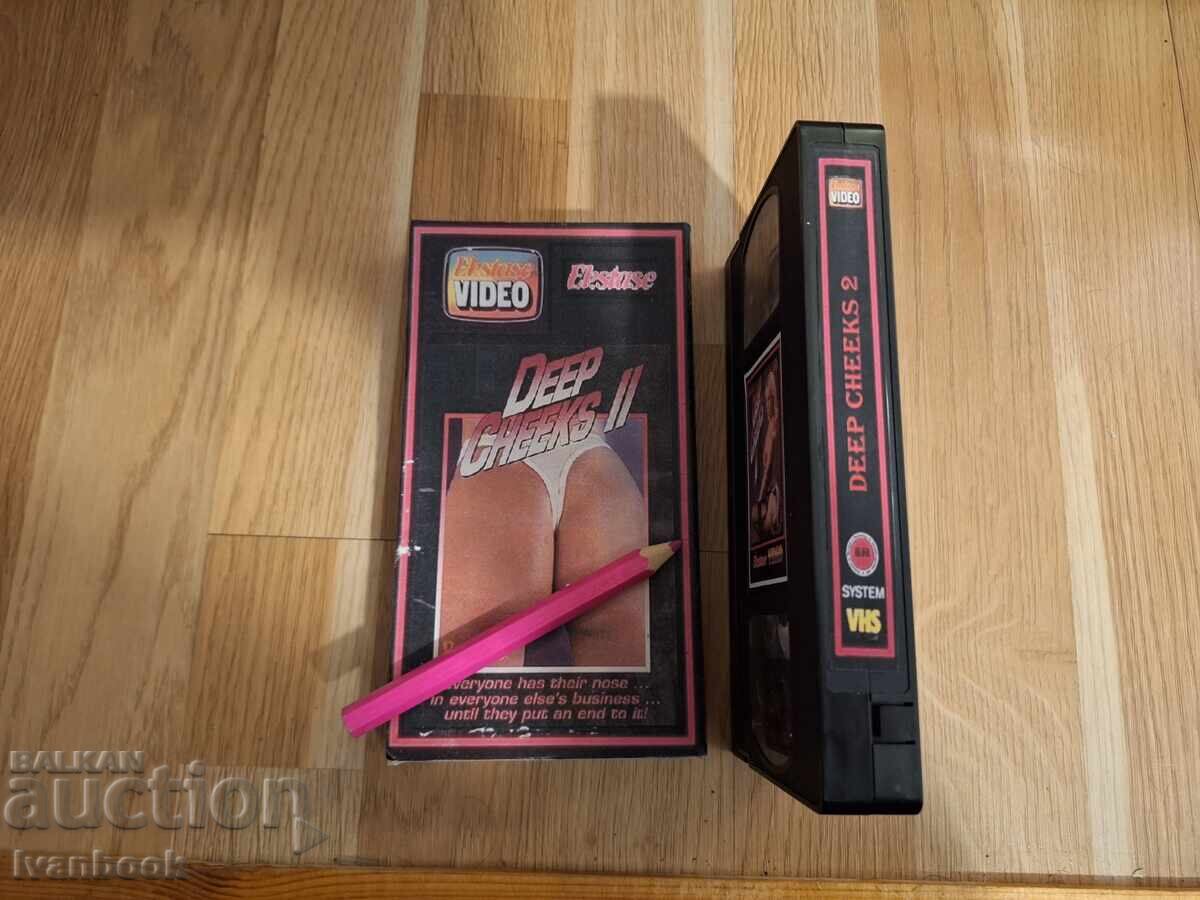 Ekstase
VIDEO
Ekstase
DEEP
CHEEKS II
everyone has their nose ...
in everyone else's business ...
until they put an end to it!
VIDEO
DEEP CHEEKS 2
SYSTEM
VHS
BALKAN
auction
Ivanbook